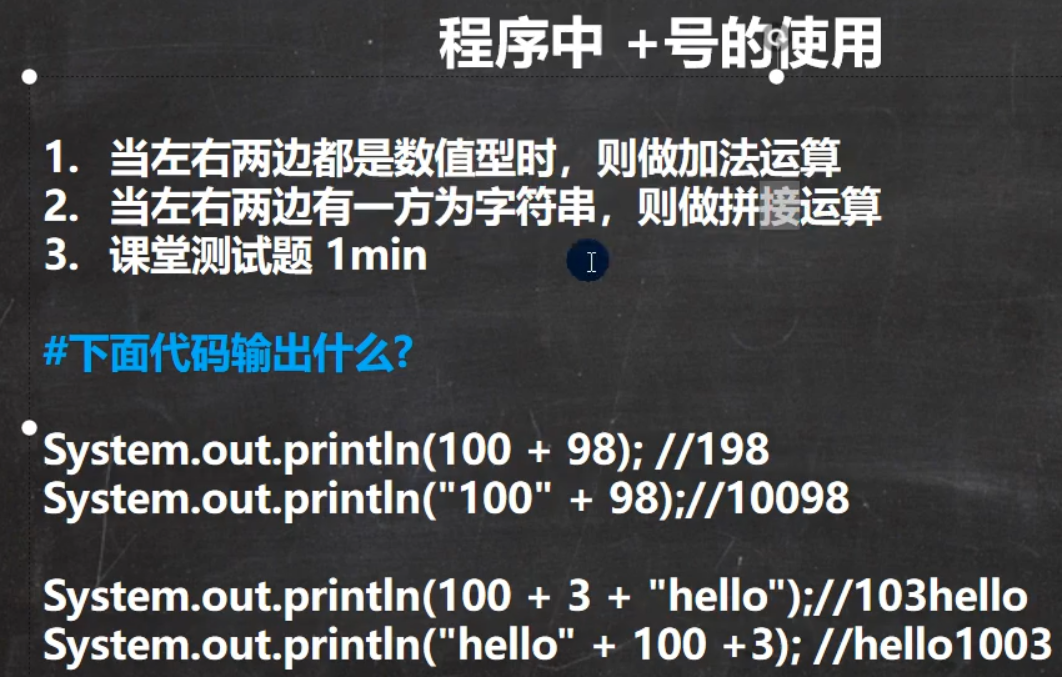 程序中 +号的使用
1. 当左右两边都是数值型时，则做加法运算
2. 当左右两边有一方为字符串，则做拼接运算
3. 课堂测试题 1min
#下面代码输出什么?
System.out.println(100 + 98); //198
System.out.println("100" + 98);//10098
System.out.println(100 + 3 + "hello");//103hello
System.out.println("hello" + 100 +3); //hello1003